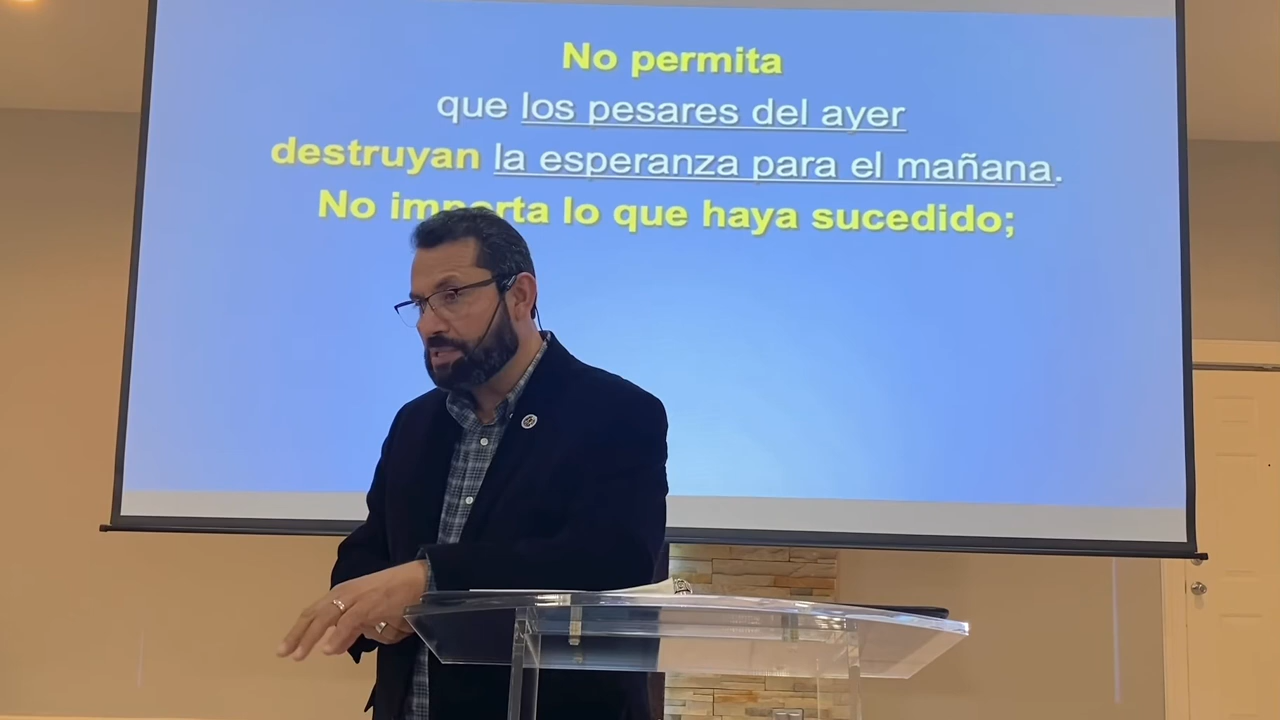 No permita
que los pesares del ayer
destruyan la esperanza para el mañana.
No importa lo que haya sucedido;